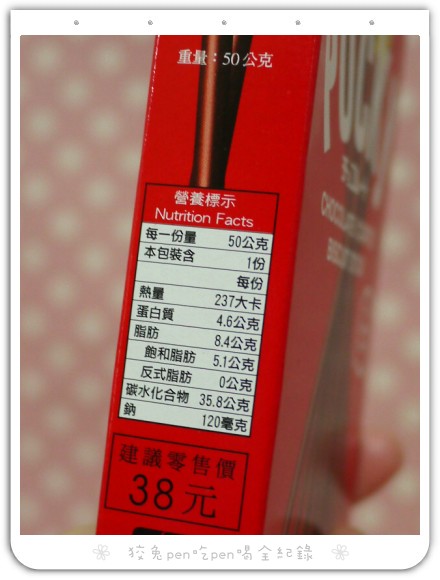 重量：50公克
營養標示
Nutrition Facts
每一份量 50公克
本包裝含 1份
每份
熱量 237大卡
蛋白質 4.6公克
脂肪 8.4公克
飽和脂肪 5.1公克
反式脂肪 0公克
碳水化合物 35.8公克
鈉 120毫克
建議零售價
38元
狡兔pen吃pen喝全紀錄